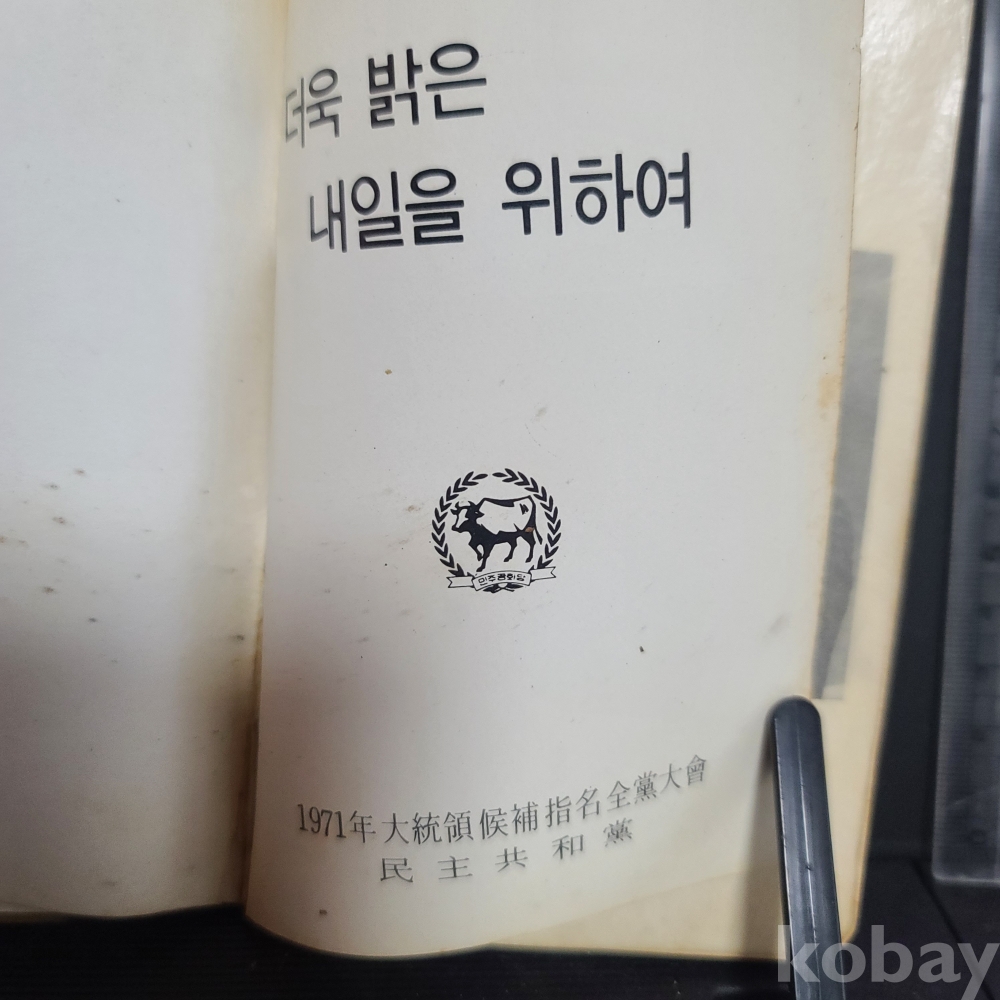 더욱 밝은
내일을 위하여
민주공화당
1971年 大統領候補指名全黨大會
民主共和黨
kobay